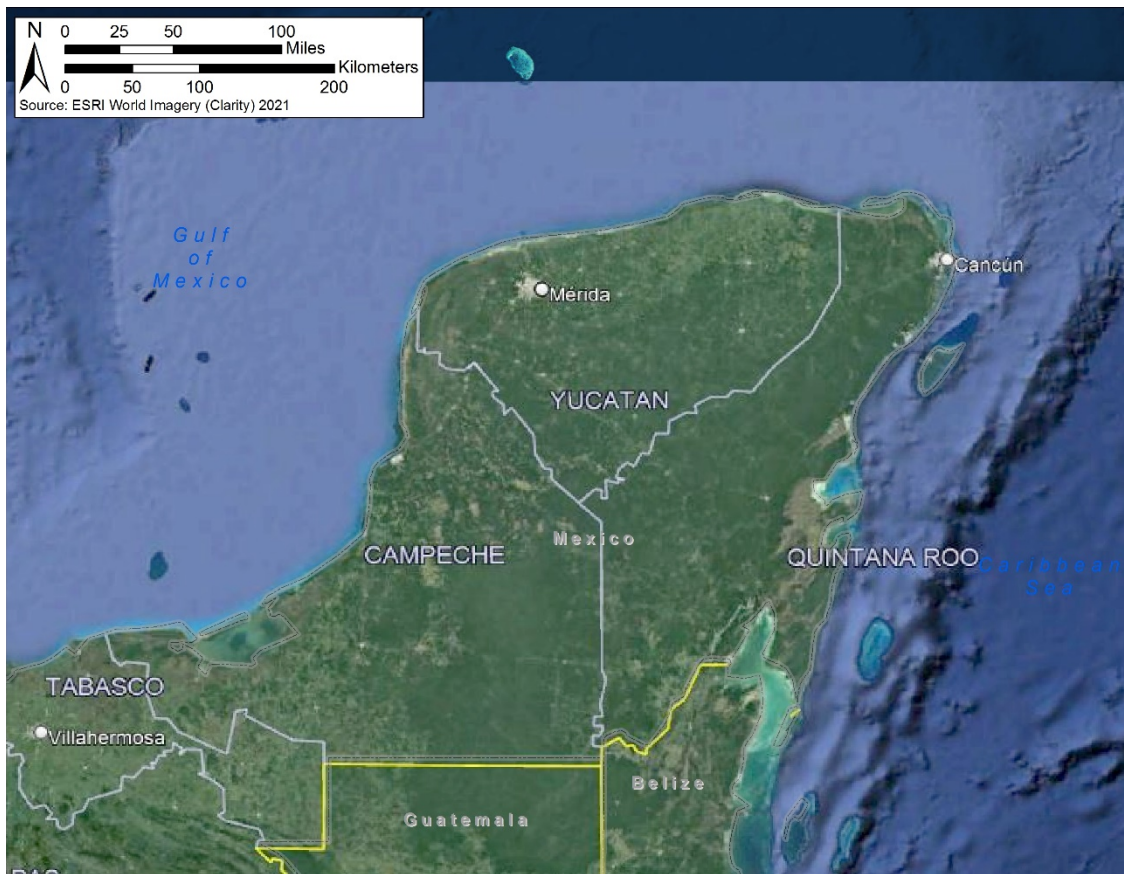 N
0 25 50 100
Miles
Kilometers
0 50 100 200
Source: ESRI World Imagery (Clarity) 2021
Gulf
of
Mexico
Cancún
Mérida
YUCATAN
Mexico
CAMPECHE
QUINTANA ROO
Caribbean
Sea
TABASCO
Villahermosa
Belize
Guatemala